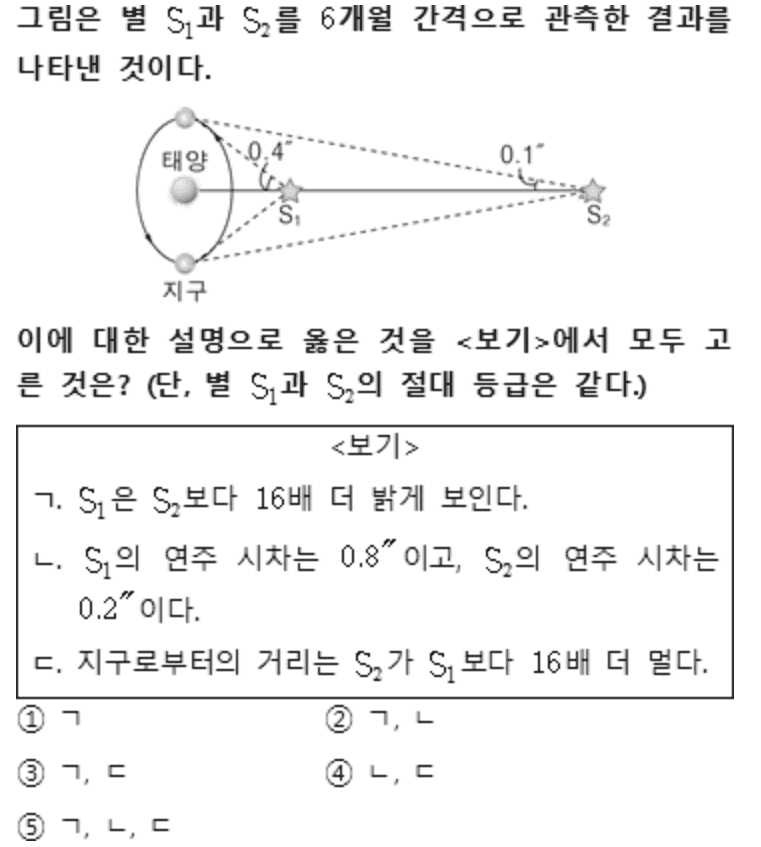 그림은 별 S₁과 S₂를 6개월 간격으로 관측한 결과를
나타낸 것이다.
태양
0.4″
0.1″
S₁
S₂
지구
이에 대한 설명으로 옳은 것을 <보기>에서 모두 고
른 것은? (단, 별 S₁과 S₂의 절대 등급은 같다.)
<보기>
ㄱ. S₁은 S₂보다 16배 더 밝게 보인다.
ㄴ. S₁의 연주 시차는 0.8″이고, S₂의 연주 시차는
0.2″이다.
ㄷ. 지구로부터의 거리는 S₂가 S₁보다 16배 더 멀다.
① ㄱ ② ㄱ, ㄴ
③ ㄱ, ㄷ ④ ㄴ, ㄷ
⑤ ㄱ, ㄴ, ㄷ